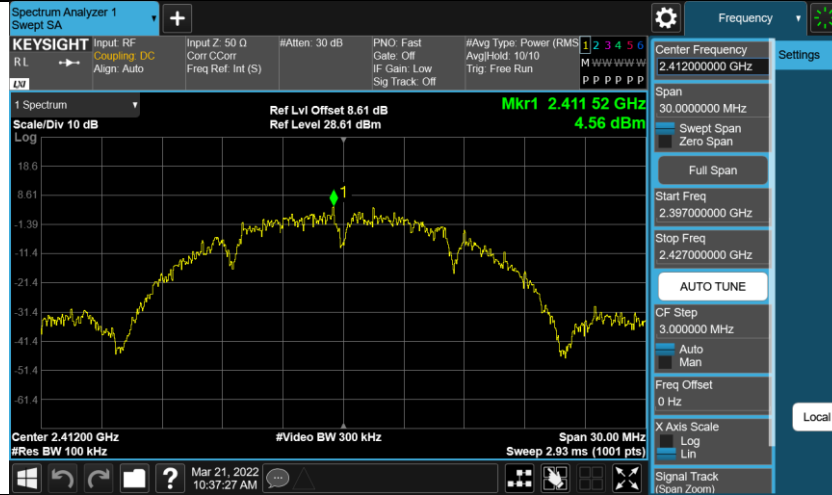 Spectrum Analyzer 1
Swept SA
+
Frequency
KEYSIGHT Input: RF Input Z: 50 Ω #Atten: 30 dB PNO: Fast #Avg Type: Power (RMS 1 2 3 4 5 6
RL Coupling: DC Corr CCorr Gate: Off Avg|Hold: 10/10 M W W W W W
Align: Auto Freq Ref: Int (S) IF Gain: Low Trig: Free Run
LXI Sig Track: Off P P P P P P
1 Spectrum
Scale/Div 10 dB
Log
Ref Lvl Offset 8.61 dB
Ref Level 28.61 dBm
Mkr1 2.411 52 GHz
4.56 dBm
1
18.6
8.61
-1.39
-11.4
-21.4
-31.4
-41.4
-51.4
-61.4
Center 2.41200 GHz #Video BW 300 kHz Span 30.00 MHz
#Res BW 100 kHz Sweep 2.93 ms (1001 pts)
Mar 21, 2022
10:37:27 AM
?
Center Frequency
2.412000000 GHz
Span
30.0000000 MHz
Swept Span
Zero Span
Full Span
Start Freq
2.397000000 GHz
Stop Freq
2.427000000 GHz
AUTO TUNE
CF Step
3.000000 MHz
Auto
Man
Freq Offset
0 Hz
X Axis Scale
Log
Lin
Signal Track
(Span Zoom)
Settings
Local